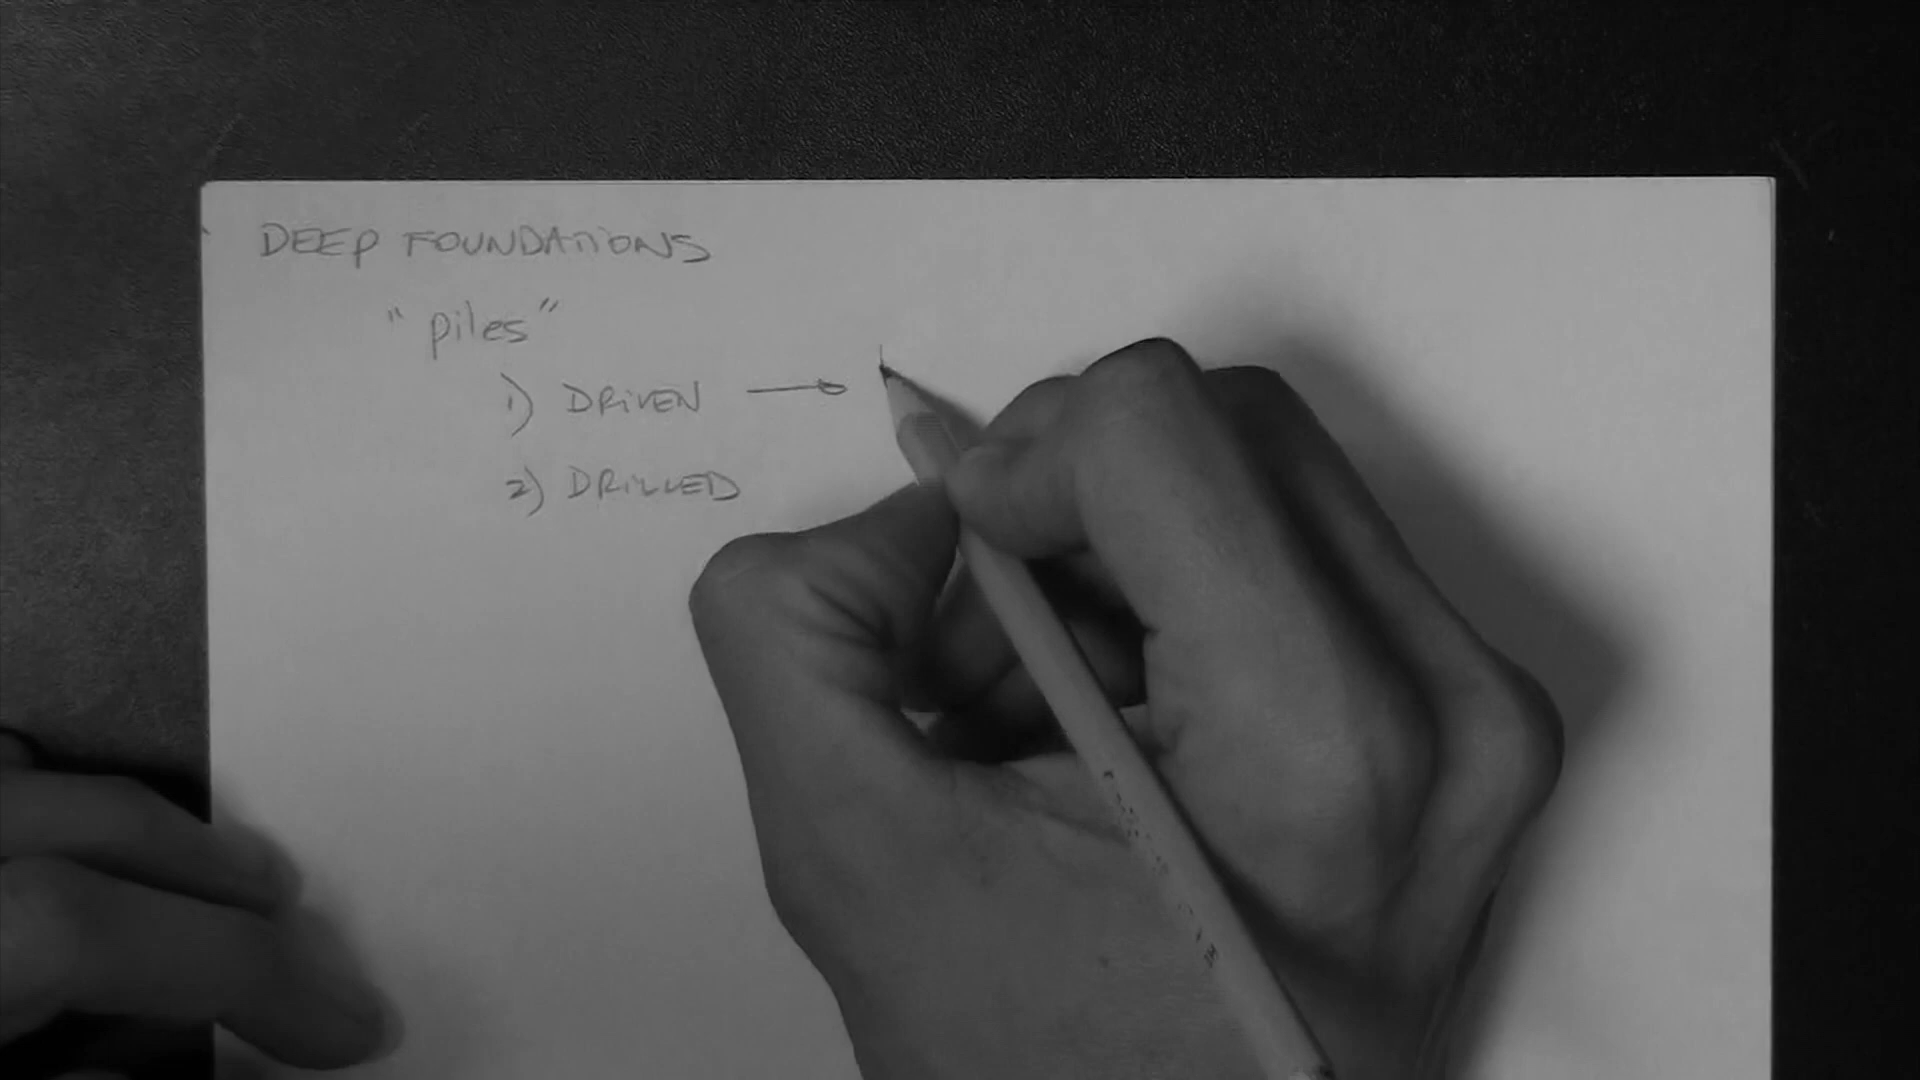 DEEP FOUNDATIONS
"piles"
1) DRIVEN →
2) DRILLED